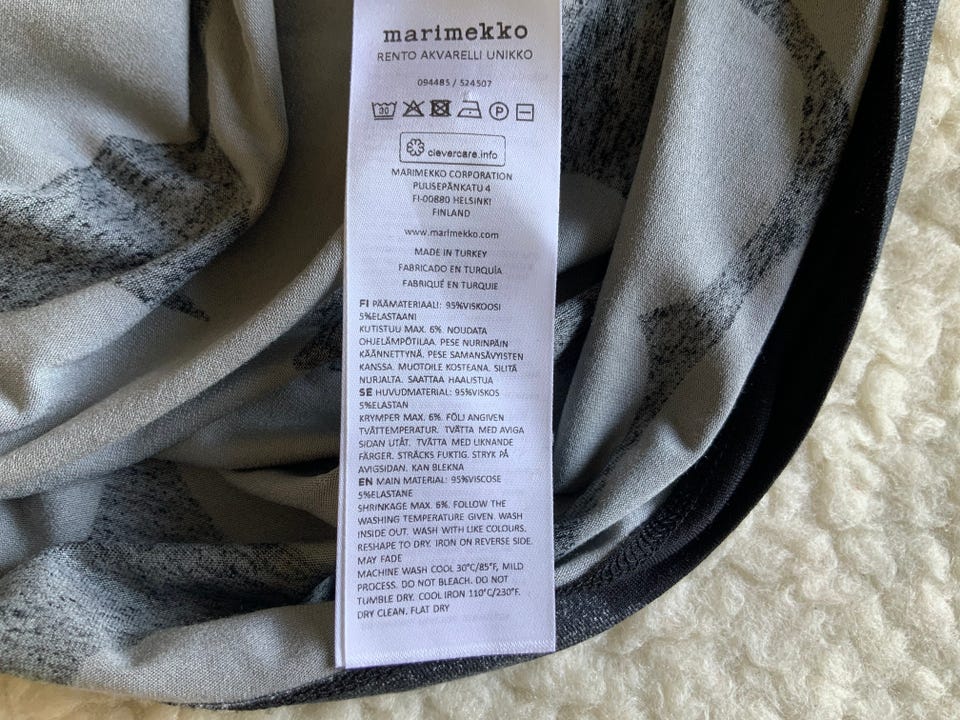 marimekko
RENTO AKVARELLI UNIKKO
094485 / 524507
30 P
clevercare.info
MARIMEKKO CORPORATION
PULISEPÄNKATU 4
FI-00880 HELSINKI
FINLAND
www.marimekko.com
MADE IN TURKEY
FABRICADO EN TURQUÍA
FABRIQUÉ EN TURQUIE
FI PÄÄMATERIAALI: 95%VISKOOSI
5%ELASTAANI
KUTISTUU MAX. 6%. NOUDATA
OHJELÄMPÖTILAA. PESE NURINPÄIN
KÄÄNNETTYNÄ. PESE SAMANSÄVYISTEN
KANSSA. MUOTOILE KOSTEANA. SILITÄ
NURJALTA. SAATTAA HAALISTUA
SE HUVUDMATERIAL: 95%VISKOS
5%ELASTAN
KRYMPER MAX. 6%. FÖLJ ANGIVEN
TVÄTTEMPERATUR. TVÄTTA MED AVIGA
SIDAN UTÅT. TVÄTTA MED LIKNANDE
FÄRGER. STRÄCKS FUKTIG. STRYK PÅ
AVIGSIDAN. KAN BLEKNA
EN MAIN MATERIAL: 95%VISCOSE
5%ELASTANE
SHRINKAGE MAX. 6%. FOLLOW THE
WASHING TEMPERATURE GIVEN. WASH
INSIDE OUT. WASH WITH LIKE COLOURS.
RESHAPE TO DRY. IRON ON REVERSE SIDE.
MAY FADE
MACHINE WASH COOL 30°C/85°F, MILD
PROCESS. DO NOT BLEACH. DO NOT
TUMBLE DRY. COOL IRON 110°C/230°F.
DRY CLEAN. FLAT DRY